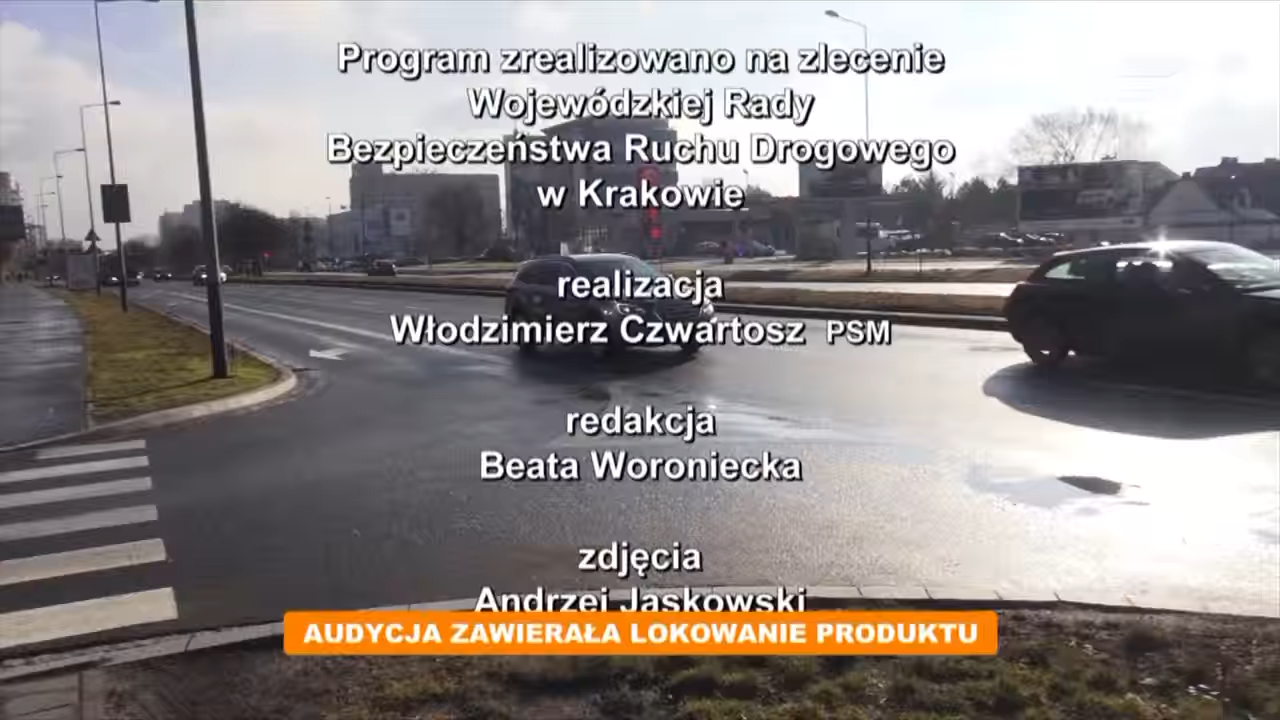 Program zrealizowano na zlecenie
Wojewódzkiej Rady
Bezpieczeństwa Ruchu Drogowego
w Krakowie
realizacja
Włodzimierz Czwartosz PSM
redakcja
Beata Woroniecka
zdjęcia
Andrzej Jaskowski
AUDYCJA ZAWIERAŁA LOKOWANIE PRODUKTU